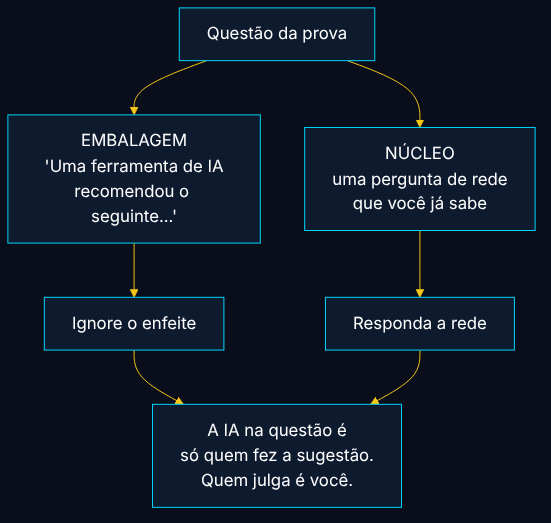 Questão da prova
EMBALAGEM
'Uma ferramenta de IA
recomendou o
seguinte...'
NÚCLEO
uma pergunta de rede
que você já sabe
Ignore o enfeite
Responda a rede
A IA na questão é
só quem fez a sugestão.
Quem julga é você.